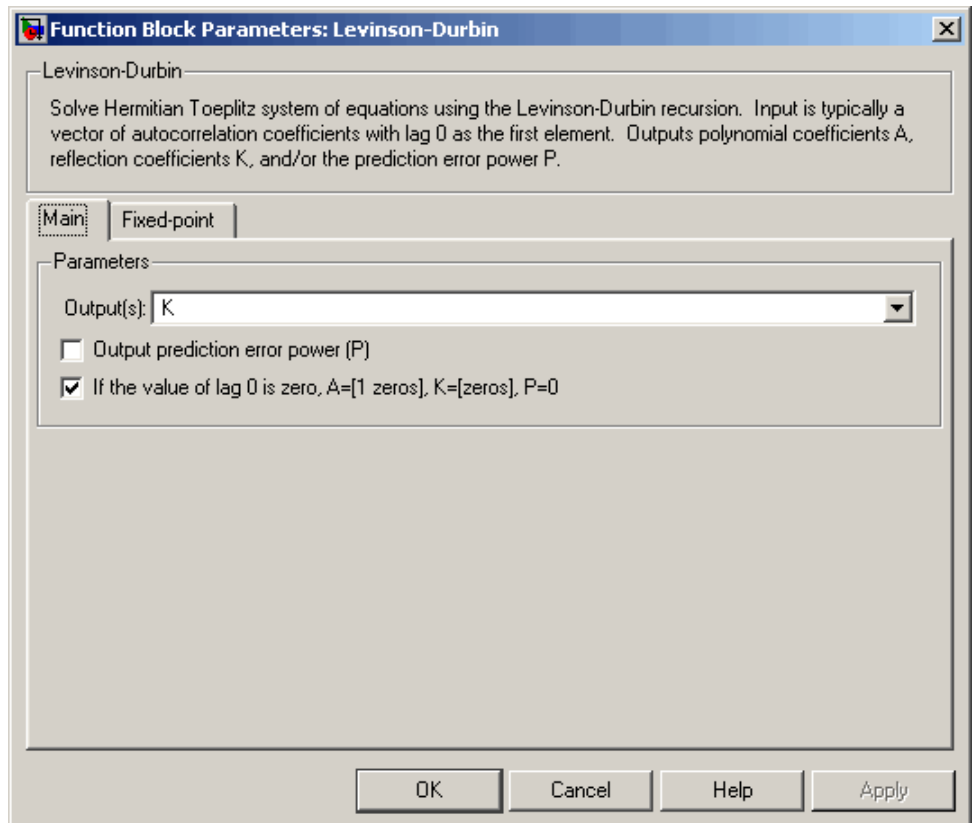 Function Block Parameters: Levinson-Durbin
Levinson-Durbin
Solve Hermitian Toeplitz system of equations using the Levinson-Durbin recursion. Input is typically a
vector of autocorrelation coefficients with lag 0 as the first element. Outputs polynomial coefficients A,
reflection coefficients K, and/or the prediction error power P.
Main Fixed-point
Parameters
Output(s): K
Output prediction error power (P)
If the value of lag 0 is zero, A=[1 zeros], K=[zeros], P=0
OK Cancel Help Apply